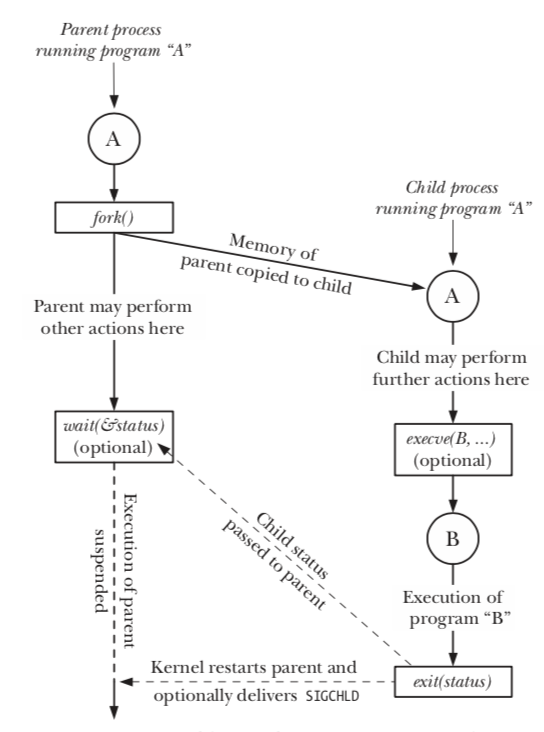 Parent process
running program “A”
A
fork()
Child process
running program “A”
Memory of
parent copied to child
A
Parent may perform
other actions here
Child may perform
further actions here
wait(&status)
(optional)
execve(B, ...)
(optional)
B
Execution of parent
suspended
Child status
passed to parent
Execution of
program “B”
Kernel restarts parent and
optionally delivers SIGCHLD
exit(status)